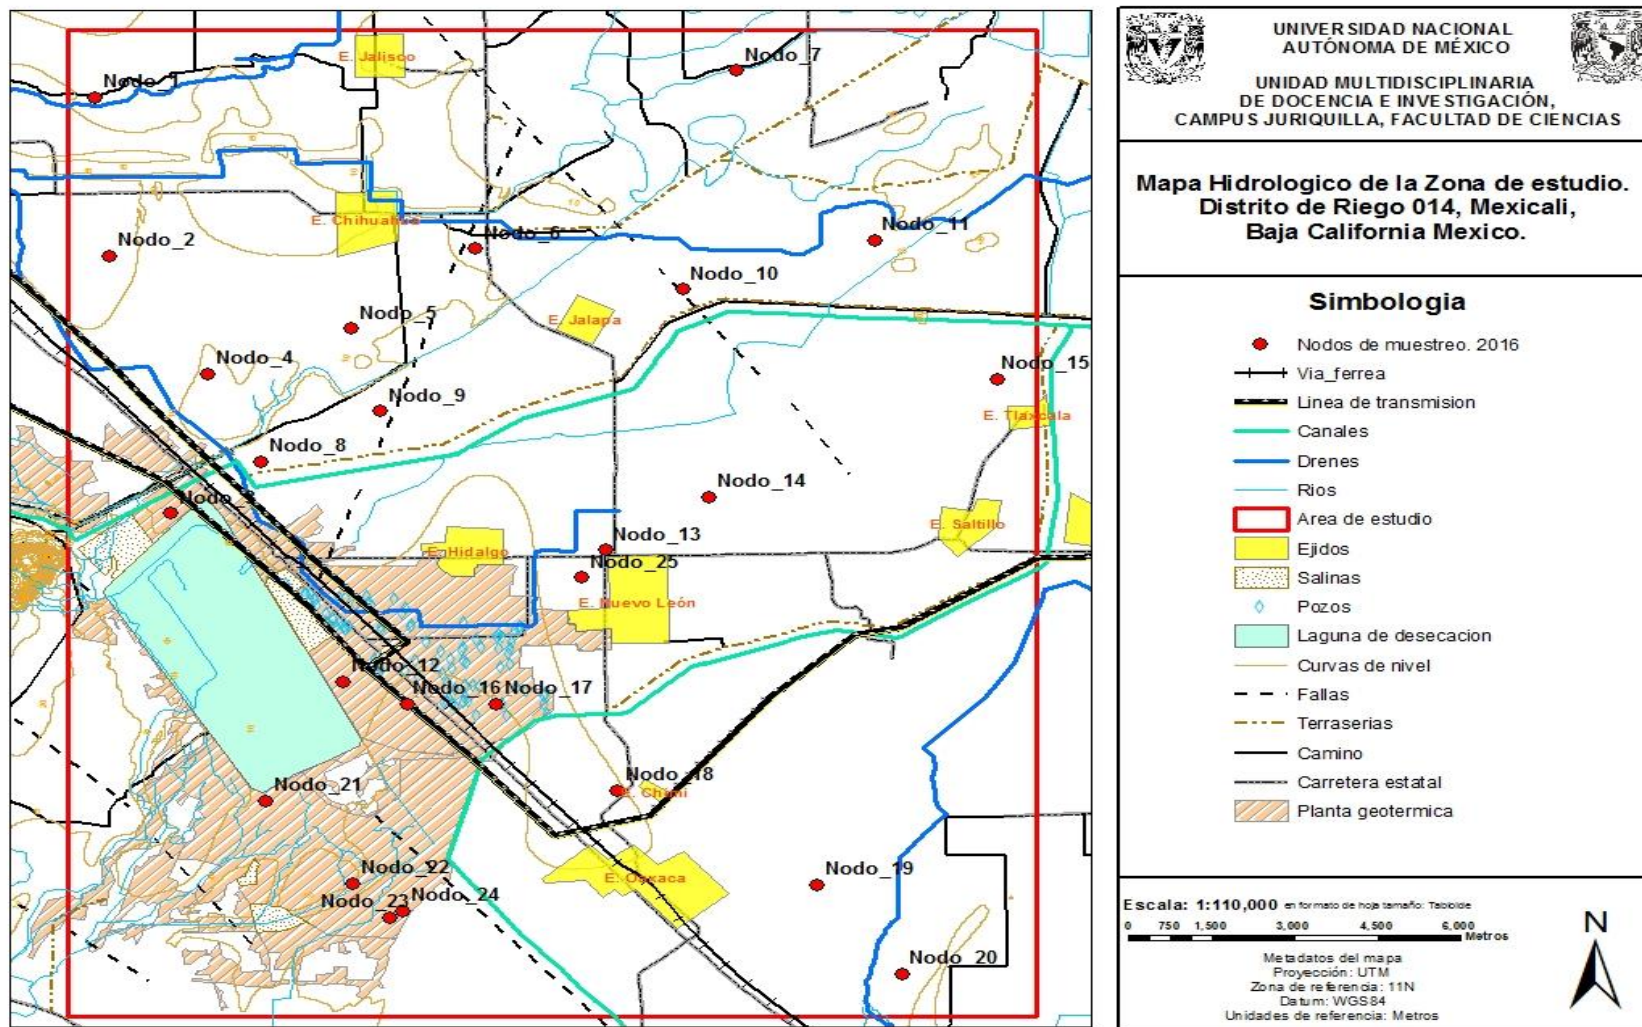 Nodo_1
E. Jalisco
Nodo_7
E. Chihuahua
Nodo_2
Nodo_6
Nodo_11
Nodo_10
Nodo_5
E. Jalapa
Nodo_4
Nodo_15
Nodo_9
E. Tlaxcala
Nodo_8
Nodo_14
Nodo_3
E. Saltillo
Nodo_13
E. Hidalgo
Nodo_25
E. Nuevo León
Nodo_12
Nodo_16
Nodo_17
Nodo_18
Nodo_21
Nodo_22
Nodo_19
E. Oaxaca
Nodo_23
Nodo_24
Nodo_20
UNIVERSIDAD NACIONAL
AUTÓNOMA DE MÉXICO
UNIDAD MULTIDISCIPLINARIA
DE DOCENCIA E INVESTIGACIÓN,
CAMPUS JURIQUILLA, FACULTAD DE CIENCIAS
Mapa Hidrologico de la Zona de estudio.
Distrito de Riego 014, Mexicali,
Baja California Mexico.
Simbologia
Nodos de muestreo. 2016
Via_ferrea
Linea de transmision
Canales
Drenes
Rios
Area de estudio
Ejidos
Salinas
Pozos
Laguna de desecacion
Curvas de nivel
Fallas
Terraserias
Camino
Carretera estatal
Planta geotermica
Escala: 1:110,000 en formato de hoja tamaño: Tabloide
0 750 1,500 3,000 4,500 6,000
Metros
N
Metadatos del mapa
Proyección: UTM
Zona de referencia: 11N
Datum: WGS84
Unidades de referencia: Metros